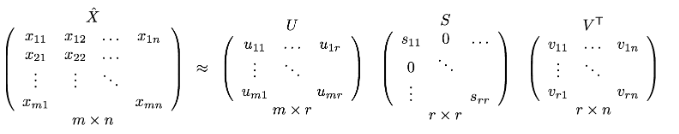 X̂ U S V⊤
x₁₁ x₁₂ … x₁ₙ u₁₁ … u₁ᵣ s₁₁ 0 … v₁₁ … v₁ₙ
x₂₁ x₂₂ … ≈ ⋮ ⋱ 0 ⋱ ⋮ ⋱
⋮ ⋮ ⋱ uₘ₁ uₘᵣ ⋮ sᵣᵣ vᵣ₁ vᵣₙ
xₘ₁ xₘₙ
m × n m × r r × r r × n